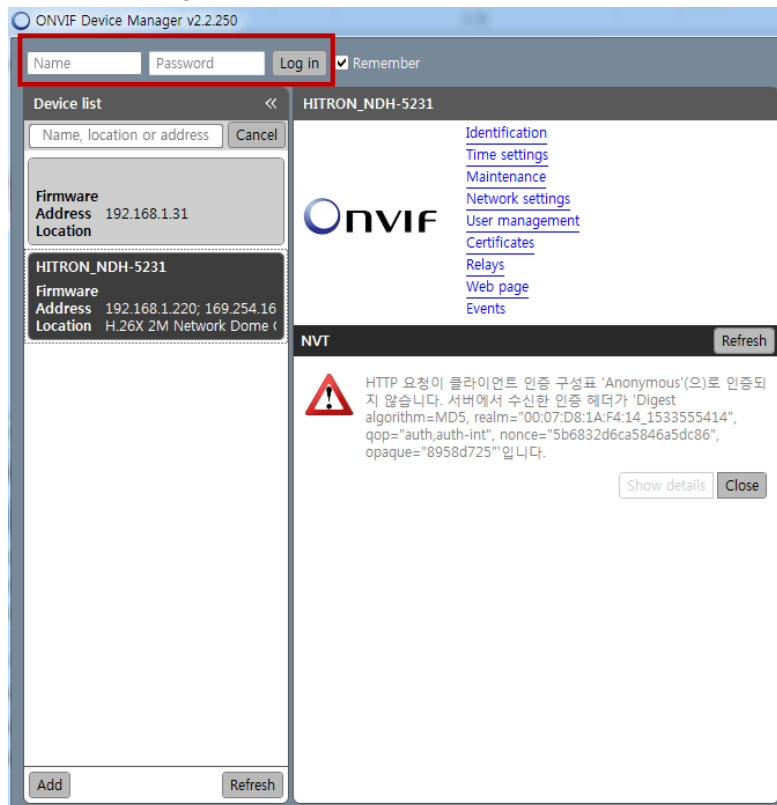 ONVIF Device Manager v2.2.250
Name Password Log in Remember
Device list «
Name, location or address Cancel
Firmware
Address 192.168.1.31
Location
HITRON_NDH-5231
Firmware
Address 192.168.1.220; 169.254.16
Location H.26X 2M Network Dome (
Add Refresh
HITRON_NDH-5231
ONVIF
Identification
Time settings
Maintenance
Network settings
User management
Certificates
Relays
Web page
Events
NVT Refresh
HTTP 요청이 클라이언트 인증 구성표 'Anonymous'(으)로 인증되
지 않습니다. 서버에서 수신한 인증 헤더가 'Digest
algorithm=MD5, realm="00:07:D8:1A:F4:14_1533555414",
qop="auth,auth-int", nonce="5b6832d6ca5846a5dc86",
opaque="8958d725"'입니다.
Show details Close